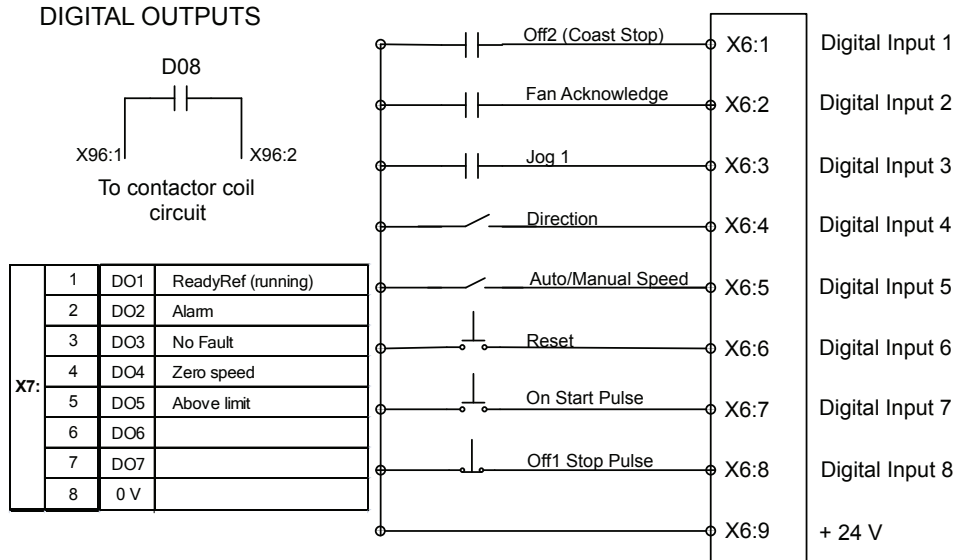 DIGITAL OUTPUTS
D08
X96:1 X96:2
To contactor coil
circuit
X7:
1 DO1 ReadyRef (running)
2 DO2 Alarm
3 DO3 No Fault
4 DO4 Zero speed
5 DO5 Above limit
6 DO6
7 DO7
8 0 V
Off2 (Coast Stop) X6:1 Digital Input 1
Fan Acknowledge X6:2 Digital Input 2
Jog 1 X6:3 Digital Input 3
Direction X6:4 Digital Input 4
Auto/Manual Speed X6:5 Digital Input 5
Reset X6:6 Digital Input 6
On Start Pulse X6:7 Digital Input 7
Off1 Stop Pulse X6:8 Digital Input 8
X6:9 + 24 V